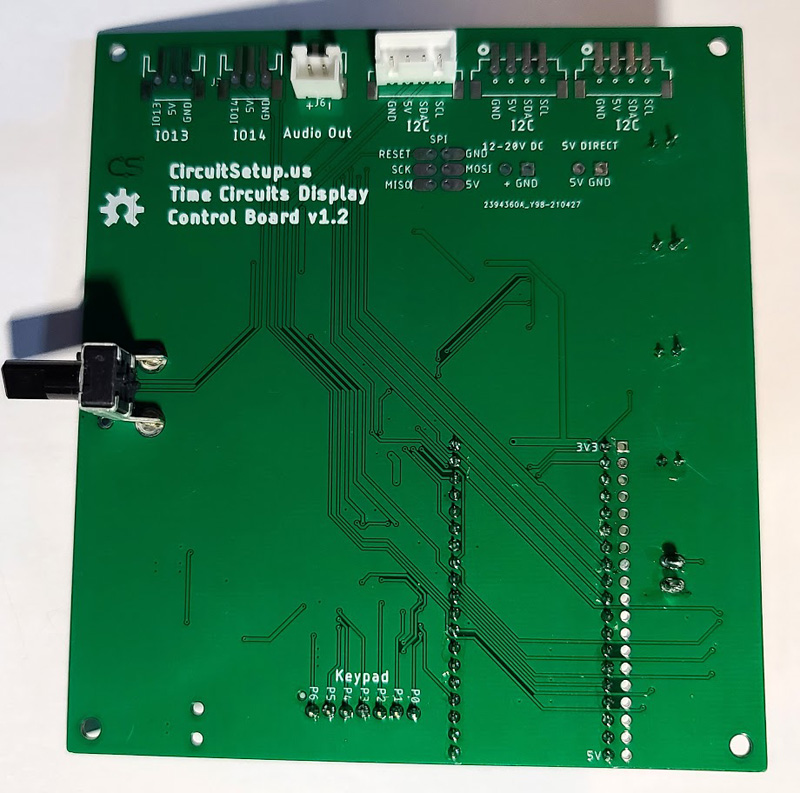 IO13 5V GND
IO13
IO14 5V GND
IO14
+ J6 -
Audio Out
GND 5V SDA SCL
I2C
GND 5V SDA SCL
I2C
GND 5V SDA SCL
I2C
SPI
RESET GND
SCK MOSI
MISO 5V
12-20V DC
+ GND
5V DIRECT
5V GND
2394360A_Y98-210427
CS
CircuitSetup.us
Time Circuits Display
Control Board v1.2
3V3
Keypad
P6 P5 P4 P3 P2 P1 P0
5V